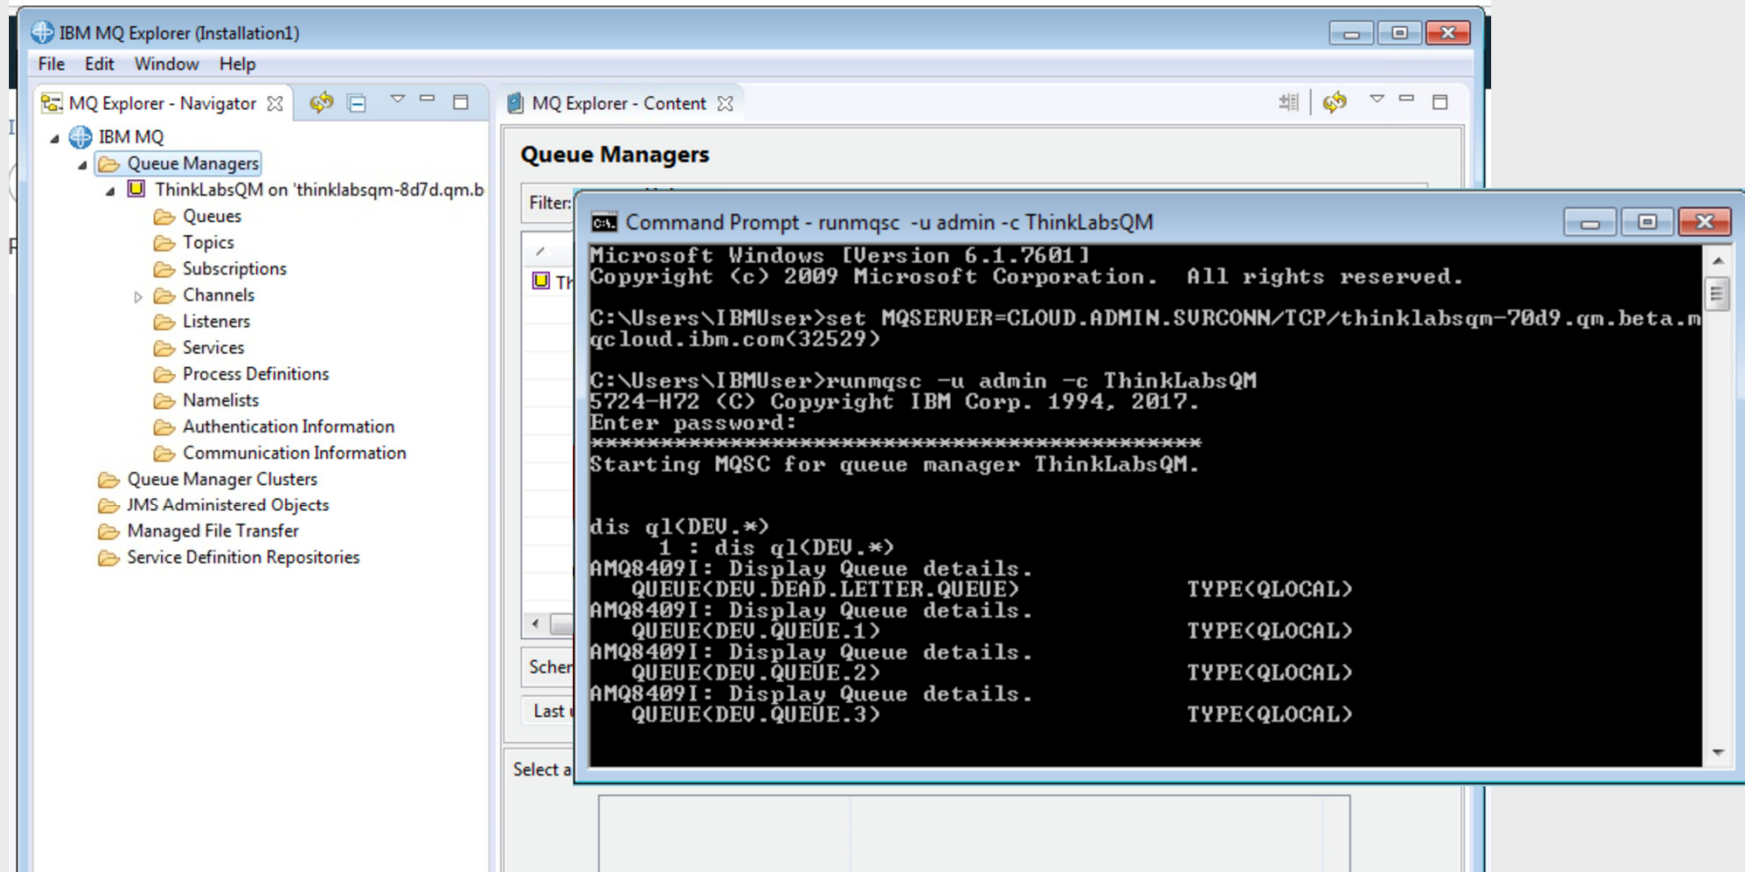 IBM MQ Explorer (Installation1)
File Edit Window Help
MQ Explorer - Navigator
IBM MQ
Queue Managers
ThinkLabsQM on 'thinklabsqm-8d7d.qm.b
Queues
Topics
Subscriptions
Channels
Listeners
Services
Process Definitions
Namelists
Authentication Information
Communication Information
Queue Manager Clusters
JMS Administered Objects
Managed File Transfer
Service Definition Repositories
MQ Explorer - Content
Queue Managers
Filter:
Th
Scher
Last u
Select a
Command Prompt - runmqsc -u admin -c ThinkLabsQM
Microsoft Windows [Version 6.1.7601]
Copyright (c) 2009 Microsoft Corporation. All rights reserved.
C:\Users\IBMUser>set MQSERVER=CLOUD.ADMIN.SVRCONN/TCP/thinklabsqm-70d9.qm.beta.m
qcloud.ibm.com(32529)
C:\Users\IBMUser>runmqsc -u admin -c ThinkLabsQM
5724-H72 (C) Copyright IBM Corp. 1994, 2017.
Enter password:
********************************************
Starting MQSC for queue manager ThinkLabsQM.
dis ql(DEV.*)
1 : dis ql(DEV.*)
AMQ8409I: Display Queue details.
QUEUE(DEV.DEAD.LETTER.QUEUE) TYPE(QLOCAL)
AMQ8409I: Display Queue details.
QUEUE(DEV.QUEUE.1) TYPE(QLOCAL)
AMQ8409I: Display Queue details.
QUEUE(DEV.QUEUE.2) TYPE(QLOCAL)
AMQ8409I: Display Queue details.
QUEUE(DEV.QUEUE.3) TYPE(QLOCAL)